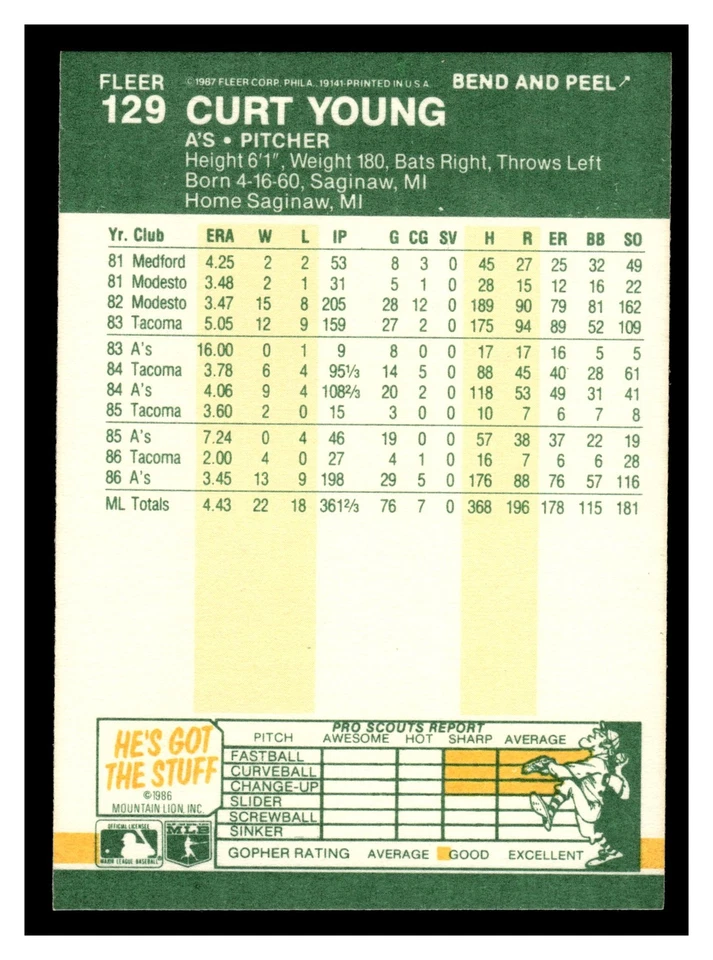 FLEER ©1987 FLEER CORP. PHILA., 19141-PRINTED IN U.S.A. BEND AND PEEL
129 CURT YOUNG
A'S • PITCHER
Height 6'1", Weight 180, Bats Right, Throws Left
Born 4-16-60, Saginaw, MI
Home Saginaw, MI
Yr. Club ERA W L IP G CG SV H R ER BB SO
81 Medford 4.25 2 2 53 8 3 0 45 27 25 32 49
81 Modesto 3.48 2 1 31 5 1 0 28 15 12 16 22
82 Modesto 3.47 15 8 205 28 12 0 189 90 79 81 162
83 Tacoma 5.05 12 9 159 27 2 0 175 94 89 52 109
83 A's 16.00 0 1 9 8 0 0 17 17 16 5 5
84 Tacoma 3.78 6 4 95⅓ 14 5 0 88 45 40 28 61
84 A's 4.06 9 4 108⅔ 20 2 0 118 53 49 31 41
85 Tacoma 3.60 2 0 15 3 0 0 10 7 6 7 8
85 A's 7.24 0 4 46 19 0 0 57 38 37 22 19
86 Tacoma 2.00 4 0 27 4 1 0 16 7 6 6 28
86 A's 3.45 13 9 198 29 5 0 176 88 76 57 116
ML Totals 4.43 22 18 361⅔ 76 7 0 368 196 178 115 181
HE'S GOT
THE STUFF
©1986
MOUNTAIN LION, INC.
PRO SCOUTS REPORT
PITCH AWESOME HOT SHARP AVERAGE
FASTBALL
CURVEBALL
CHANGE-UP
SLIDER
SCREWBALL
SINKER
GOPHER RATING AVERAGE GOOD EXCELLENT
OFFICIAL LICENSEE
MAJOR LEAGUE BASEBALL
MLB